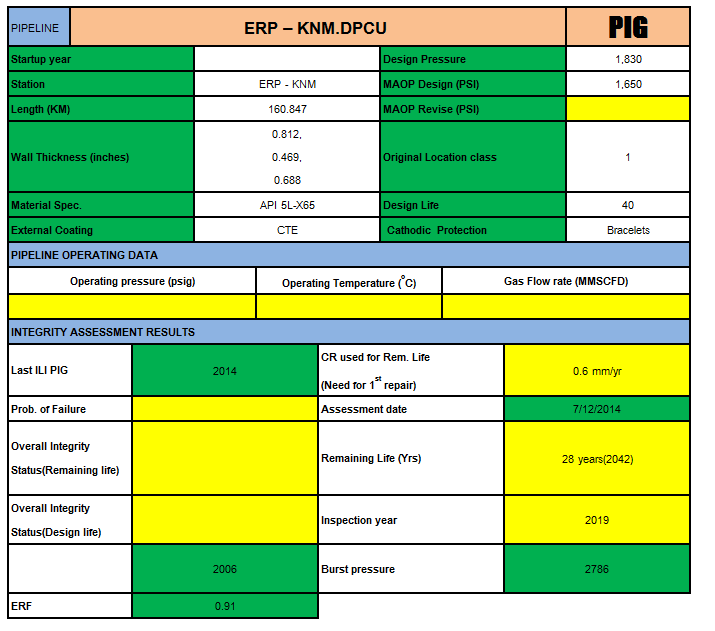 PIPELINE
ERP – KNM.DPCU
PIG
Startup year
Design Pressure
1,830
Station
ERP - KNM
MAOP Design (PSI)
1,650
Length (KM)
160.847
MAOP Revise (PSI)
Wall Thickness (inches)
0.812,
0.469,
0.688
Original Location class
1
Material Spec.
API 5L-X65
Design Life
40
External Coating
CTE
Cathodic Protection
Bracelets
PIPELINE OPERATING DATA
Operating pressure (psig)
Operating Temperature (°C)
Gas Flow rate (MMSCFD)
INTEGRITY ASSESSMENT RESULTS
Last ILI PIG
2014
CR used for Rem. Life
(Need for 1st repair)
0.6 mm/yr
Prob. of Failure
Assessment date
7/12/2014
Overall Integrity
Status(Remaining life)
Remaining Life (Yrs)
28 years(2042)
Overall Integrity
Status(Design life)
Inspection year
2019
2006
Burst pressure
2786
ERF
0.91